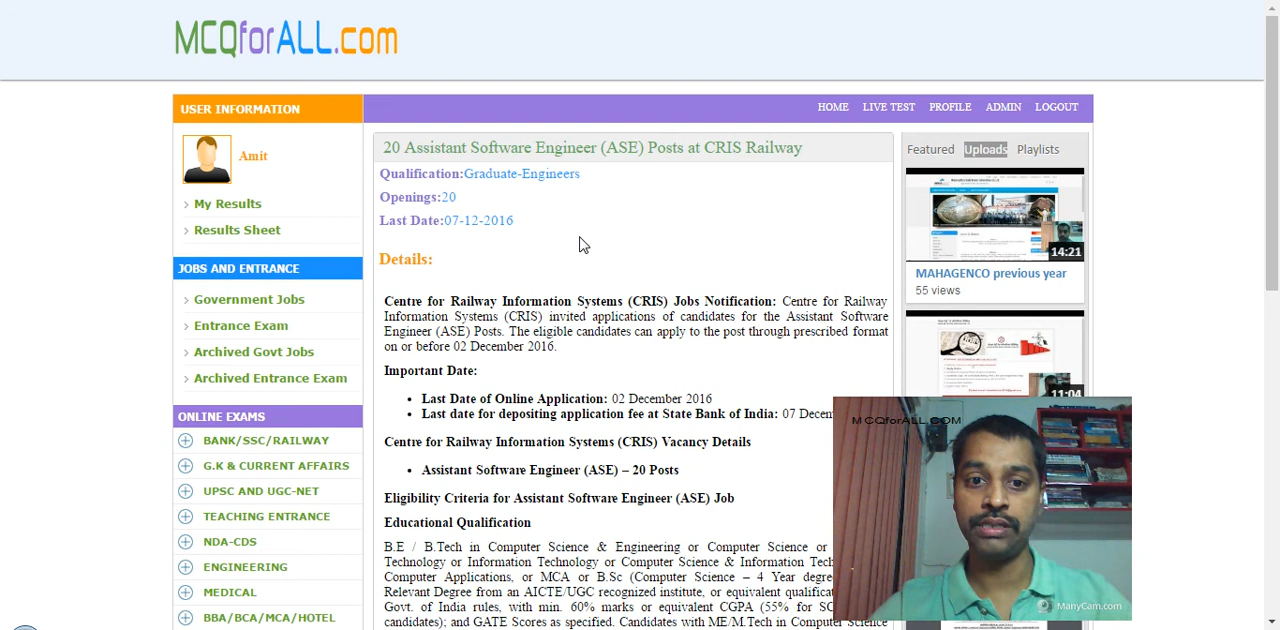 MCQforALL.com
USER INFORMATION
HOME LIVE TEST PROFILE ADMIN LOGOUT
Amit
My Results
Results Sheet
JOBS AND ENTRANCE
Government Jobs
Entrance Exam
Archived Govt Jobs
Archived Entrance Exam
ONLINE EXAMS
BANK/SSC/RAILWAY
G.K & CURRENT AFFAIRS
UPSC AND UGC-NET
TEACHING ENTRANCE
NDA-CDS
ENGINEERING
MEDICAL
BBA/BCA/MCA/HOTEL
20 Assistant Software Engineer (ASE) Posts at CRIS Railway
Qualification:Graduate-Engineers
Openings:20
Last Date:07-12-2016
Details:
Centre for Railway Information Systems (CRIS) Jobs Notification: Centre for Railway
Information Systems (CRIS) invited applications of candidates for the Assistant Software
Engineer (ASE) Posts. The eligible candidates can apply to the post through prescribed format
on or before 02 December 2016.
Important Date:
Last Date of Online Application: 02 December 2016
Last date for depositing application fee at State Bank of India: 07 Decem
Centre for Railway Information Systems (CRIS) Vacancy Details
Assistant Software Engineer (ASE) – 20 Posts
Eligibility Criteria for Assistant Software Engineer (ASE) Job
Educational Qualification
B.E / B.Tech in Computer Science & Engineering or Computer Science or
Technology or Information Technology or Computer Science & Information Tech
Computer Applications, or MCA or B.Sc (Computer Science – 4 Year degre
Relevant Degree from an AICTE/UGC recognized institute, or equivalent qualificat
Govt. of India rules, with min. 60% marks or equivalent CGPA (55% for SC
candidates); and GATE Scores as specified. Candidates with ME/M.Tech in Computer Science
Featured Uploads Playlists
14:21
MAHAGENCO previous year
55 views
11:04
MCQforALL.COM
ManyCam.com